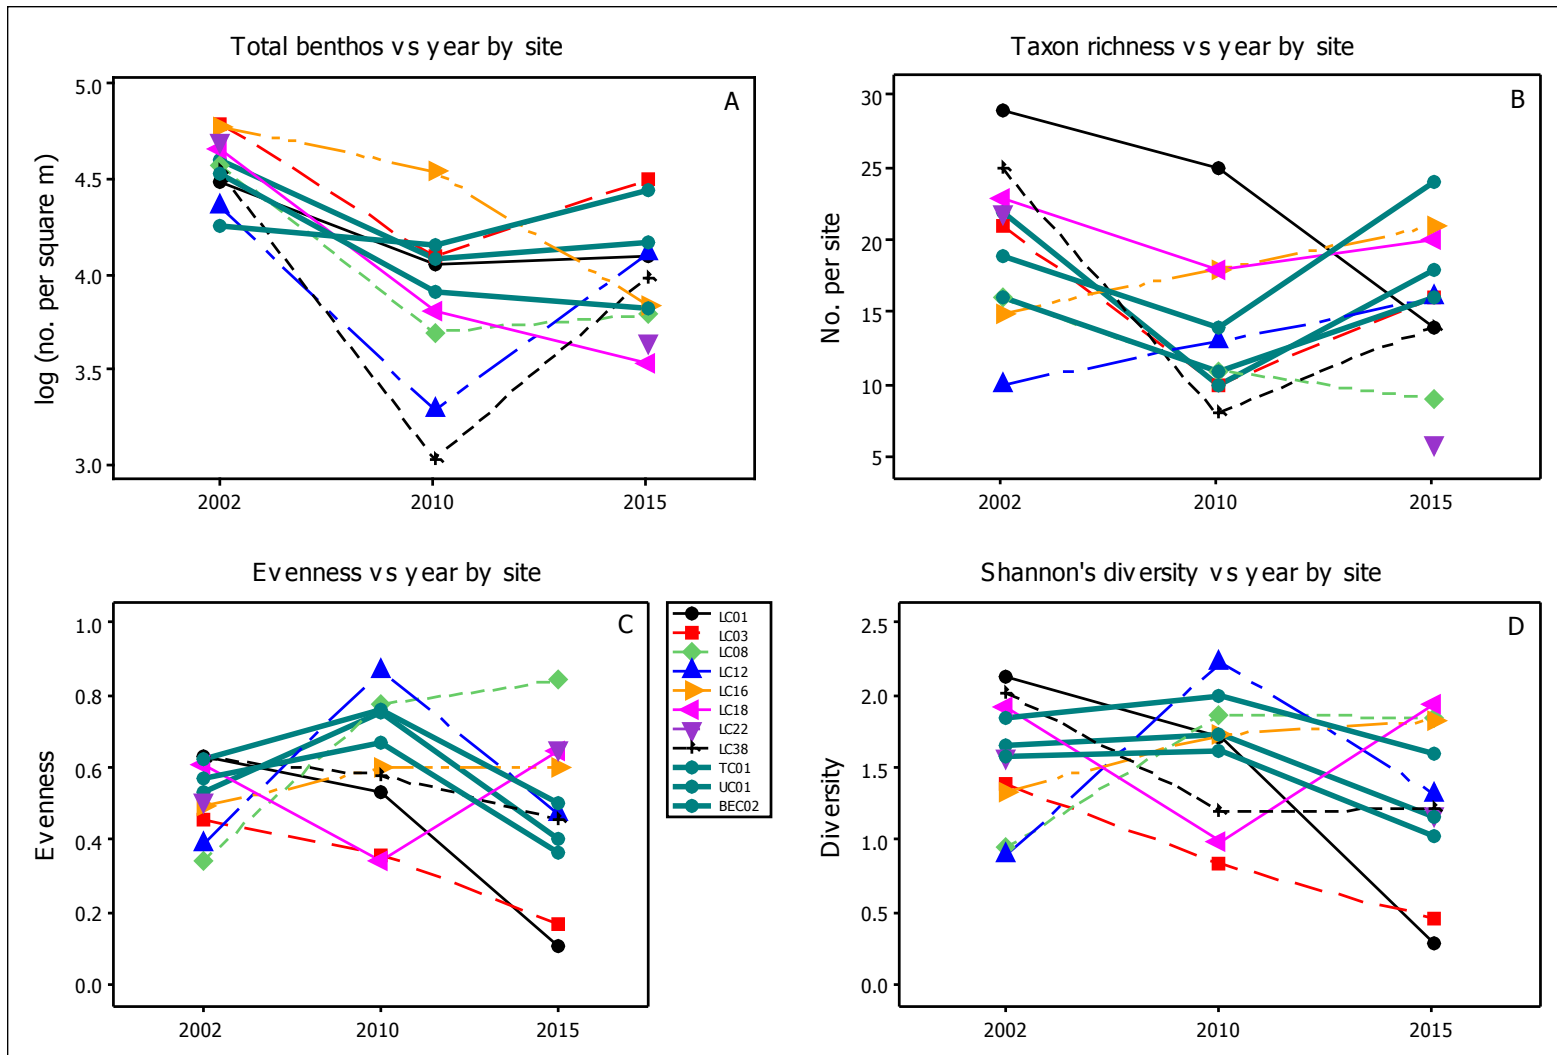 Total benthos vs year by site
A
log (no. per square m)
5.0
4.5
4.0
3.5
3.0
2002 2010 2015
Taxon richness vs year by site
B
No. per site
30
25
20
15
10
5
2002 2010 2015
Evenness vs year by site
C
Evenness
1.0
0.8
0.6
0.4
0.2
0.0
2002 2010 2015
LC01
LC03
LC08
LC12
LC16
LC18
LC22
LC38
TC01
UC01
BEC02
Shannon's diversity vs year by site
D
Diversity
2.5
2.0
1.5
1.0
0.5
0.0
2002 2010 2015